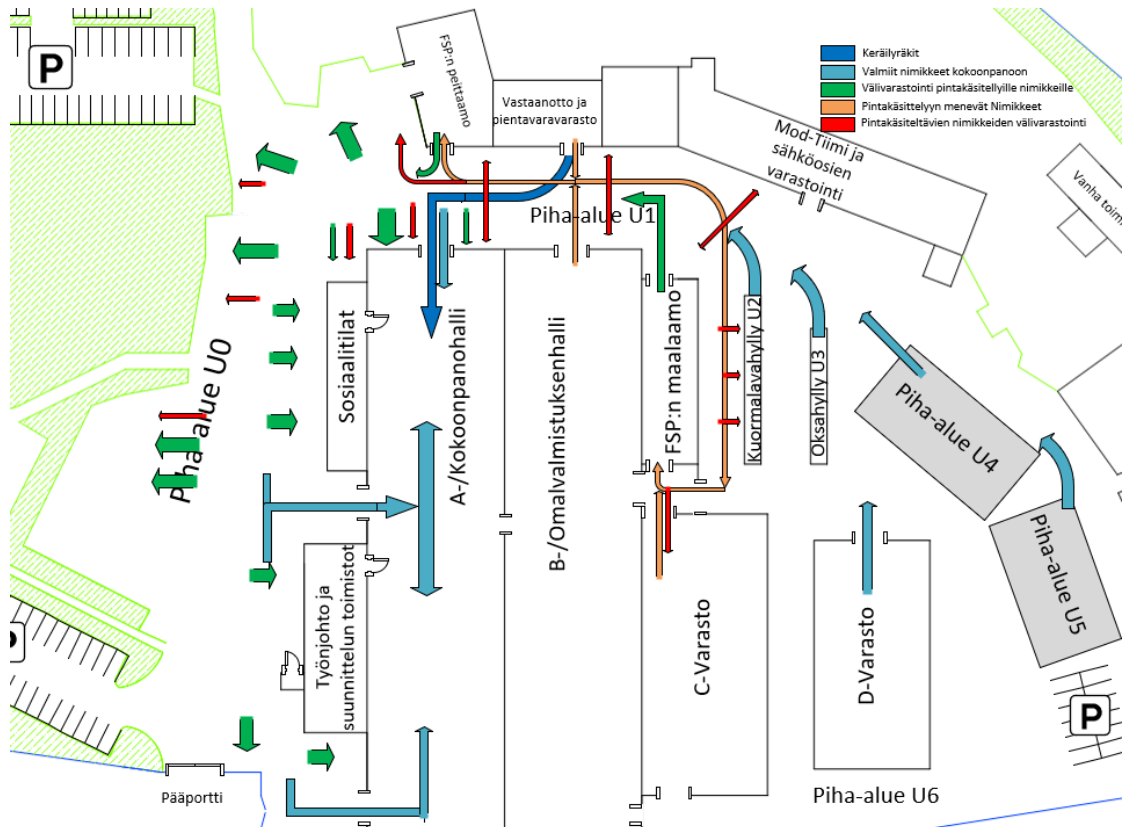 P
FSP:n peittaamo
Vastaanotto ja
pientavaravarasto
Keräilyräkit
Valmiit nimikkeet kokoonpanoon
Välivarastointi pintakäsitellyille nimikkeille
Pintakäsittelyyn menevät Nimikkeet
Pintakäsiteltävien nimikkeiden välivarastointi
Mod-Tiimi ja
sähköosien
varastointi
Vanha toimi
Piha-alue U1
Piha-alue U0
Sosiaalitilat
A-/Kokoonpanohalli
B-/Omalvalmistuksenhalli
FSP:n maalaamo
Kuormalavahylly U2
Oksahylly U3
Piha-alue U4
Piha-alue U5
Työnjohto ja
suunnittelun toimistot
C-Varasto
D-Varasto
P
P
Pääportti
Piha-alue U6